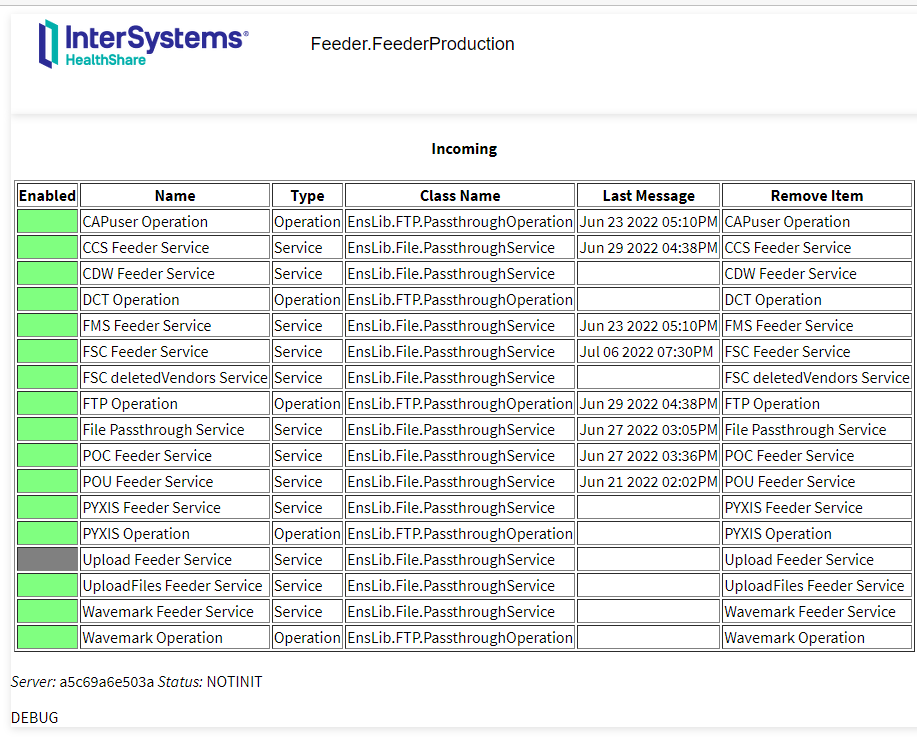 InterSystems®
HealthShare
Feeder.FeederProduction
Incoming
Enabled Name Type Class Name Last Message Remove Item
CAPuser Operation Operation EnsLib.FTP.PassthroughOperation Jun 23 2022 05:10PM CAPuser Operation
CCS Feeder Service Service EnsLib.File.PassthroughService Jun 29 2022 04:38PM CCS Feeder Service
CDW Feeder Service Service EnsLib.File.PassthroughService CDW Feeder Service
DCT Operation Operation EnsLib.FTP.PassthroughOperation DCT Operation
FMS Feeder Service Service EnsLib.File.PassthroughService Jun 23 2022 05:10PM FMS Feeder Service
FSC Feeder Service Service EnsLib.File.PassthroughService Jul 06 2022 07:30PM FSC Feeder Service
FSC deletedVendors Service Service EnsLib.File.PassthroughService FSC deletedVendors Service
FTP Operation Operation EnsLib.FTP.PassthroughOperation Jun 29 2022 04:38PM FTP Operation
File Passthrough Service Service EnsLib.File.PassthroughService Jun 27 2022 03:05PM File Passthrough Service
POC Feeder Service Service EnsLib.File.PassthroughService Jun 27 2022 03:36PM POC Feeder Service
POU Feeder Service Service EnsLib.File.PassthroughService Jun 21 2022 02:02PM POU Feeder Service
PYXIS Feeder Service Service EnsLib.File.PassthroughService PYXIS Feeder Service
PYXIS Operation Operation EnsLib.FTP.PassthroughOperation PYXIS Operation
Upload Feeder Service Service EnsLib.File.PassthroughService Upload Feeder Service
UploadFiles Feeder Service Service EnsLib.File.PassthroughService UploadFiles Feeder Service
Wavemark Feeder Service Service EnsLib.File.PassthroughService Wavemark Feeder Service
Wavemark Operation Operation EnsLib.FTP.PassthroughOperation Wavemark Operation
Server: a5c69a6e503a Status: NOTINIT
DEBUG